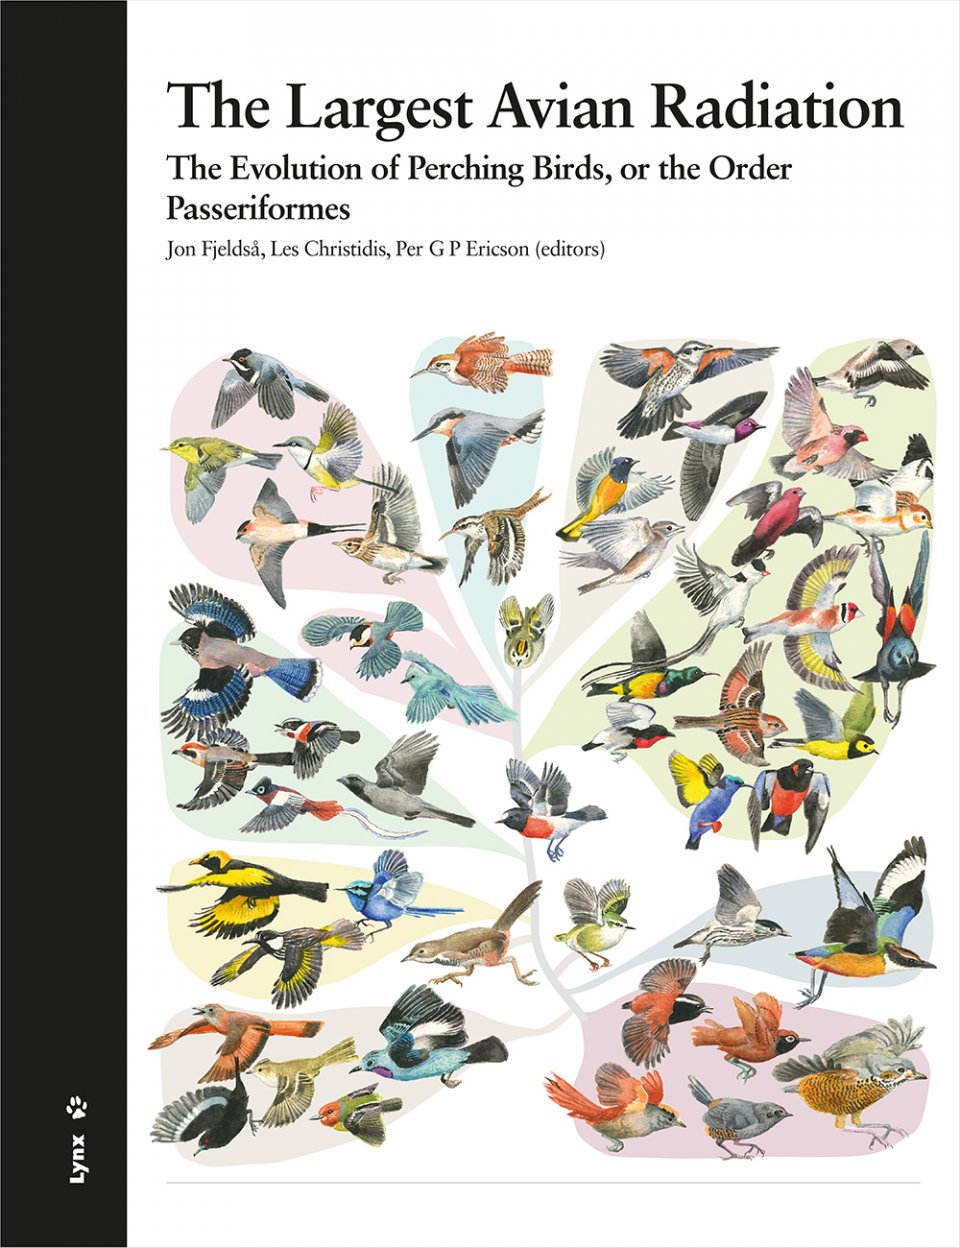 The Largest Avian Radiation
The Evolution of Perching Birds, or the Order
Passeriformes
Jon Fjeldså, Les Christidis, Per G P Ericson (editors)
Lynx